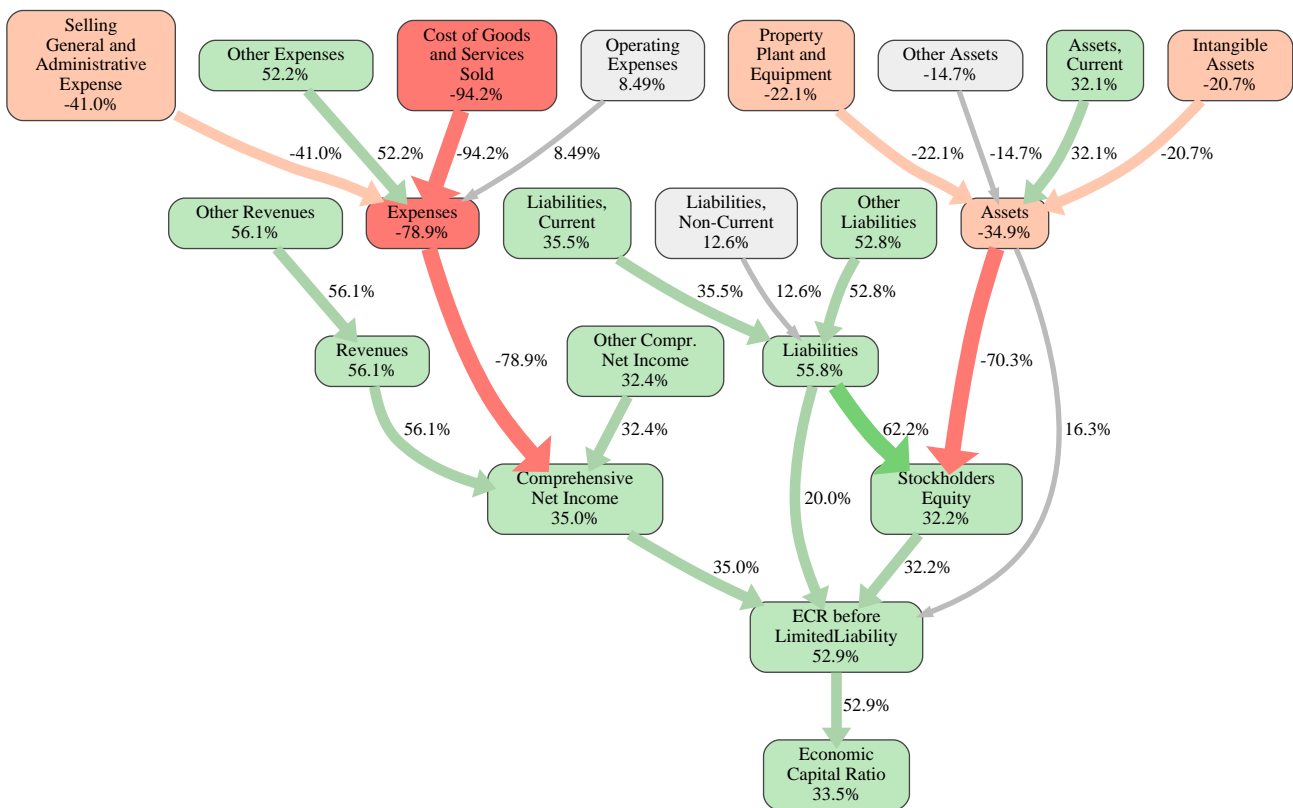 Selling
General and
Administrative
Expense
-41.0%
Other Expenses
52.2%
Cost of Goods
and Services
Sold
-94.2%
Operating
Expenses
8.49%
Property
Plant and
Equipment
-22.1%
Other Assets
-14.7%
Assets,
Current
32.1%
Intangible
Assets
-20.7%
-41.0%
52.2%
-94.2%
8.49%
-22.1%
-14.7%
32.1%
-20.7%
Other Revenues
56.1%
Expenses
-78.9%
Liabilities,
Current
35.5%
Liabilities,
Non-Current
12.6%
Other
Liabilities
52.8%
Assets
-34.9%
56.1%
35.5%
12.6%
52.8%
Revenues
56.1%
-78.9%
Other Compr.
Net Income
32.4%
Liabilities
55.8%
-70.3%
56.1%
32.4%
62.2%
16.3%
Comprehensive
Net Income
35.0%
20.0%
Stockholders
Equity
32.2%
35.0%
32.2%
ECR before
LimitedLiability
52.9%
52.9%
Economic
Capital Ratio
33.5%